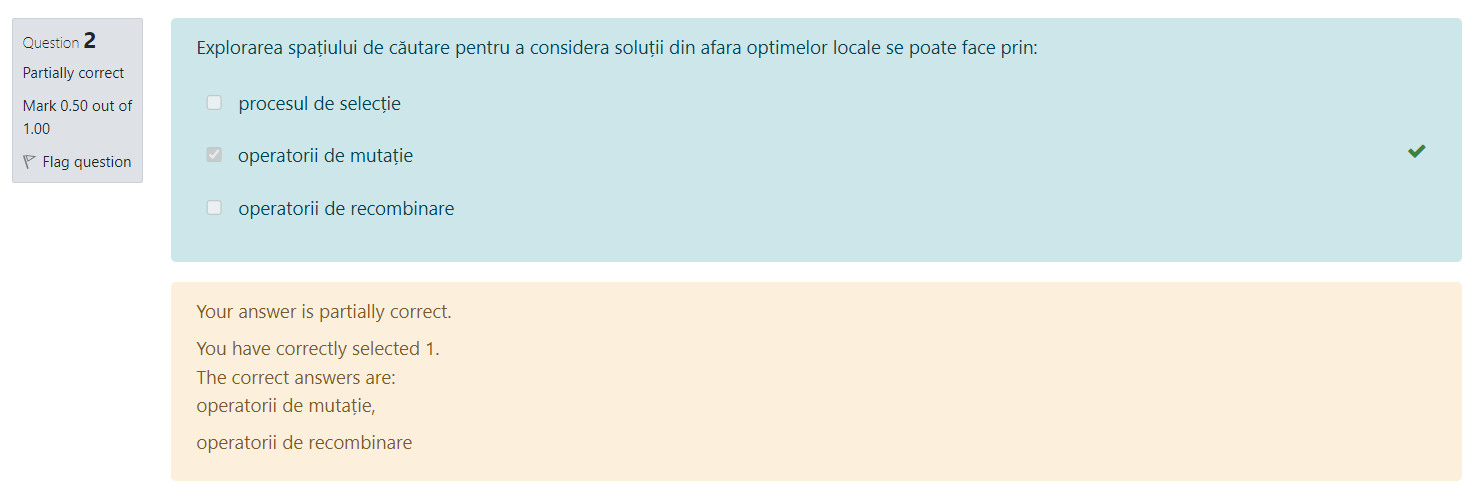 Question 2
Partially correct
Mark 0.50 out of
1.00
Flag question
Explorarea spațiului de căutare pentru a considera soluții din afara optimelor locale se poate face prin:
procesul de selecție
operatorii de mutație
operatorii de recombinare
Your answer is partially correct.
You have correctly selected 1.
The correct answers are:
operatorii de mutație,
operatorii de recombinare